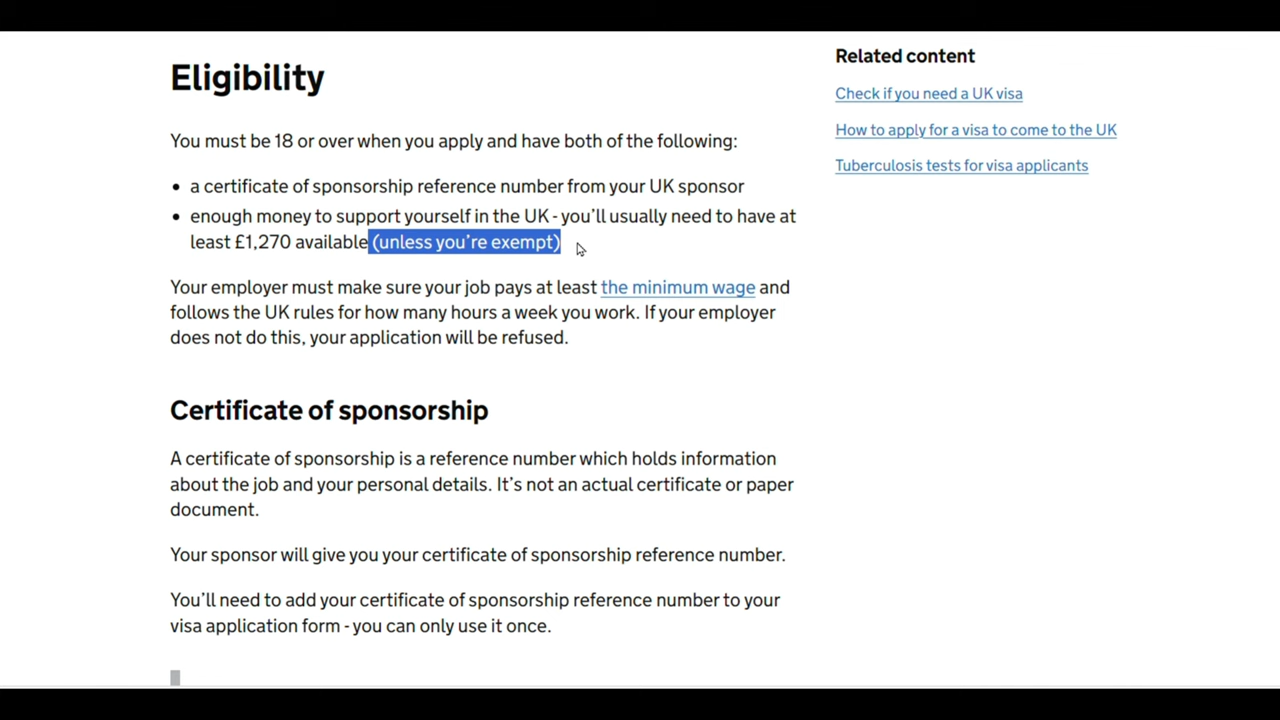 Eligibility
You must be 18 or over when you apply and have both of the following:
• a certificate of sponsorship reference number from your UK sponsor
• enough money to support yourself in the UK - you’ll usually need to have at
least £1,270 available (unless you’re exempt)
Your employer must make sure your job pays at least the minimum wage and
follows the UK rules for how many hours a week you work. If your employer
does not do this, your application will be refused.
Certificate of sponsorship
A certificate of sponsorship is a reference number which holds information
about the job and your personal details. It’s not an actual certificate or paper
document.
Your sponsor will give you your certificate of sponsorship reference number.
You’ll need to add your certificate of sponsorship reference number to your
visa application form - you can only use it once.
Related content
Check if you need a UK visa
How to apply for a visa to come to the UK
Tuberculosis tests for visa applicants